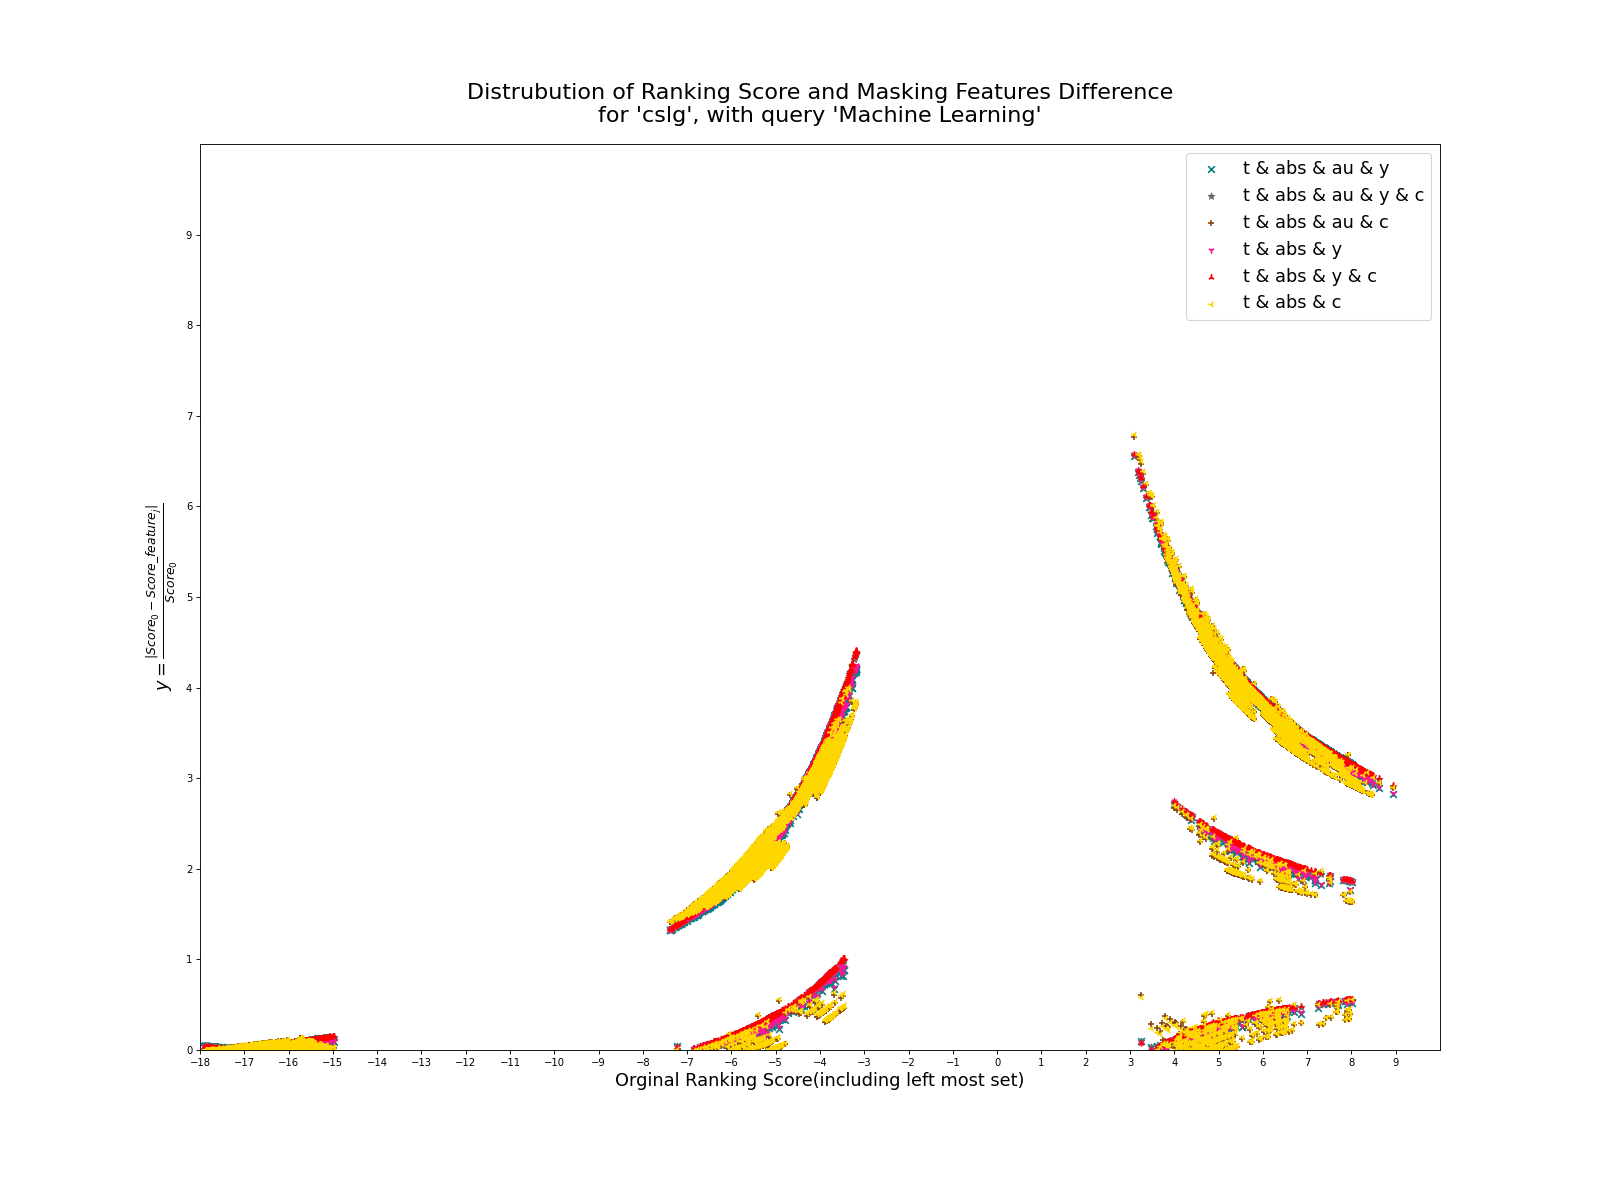 Distrubution of Ranking Score and Masking Features Difference
for 'cslg', with query 'Machine Learning'
t & abs & au & y
t & abs & au & y & c
t & abs & au & c
t & abs & y
t & abs & y & c
t & abs & c
9
8
7
6
5
4
3
2
1
0
y = |Score₀ − Score_featureⱼ| / Score₀
−18 −17 −16 −15 −14 −13 −12 −11 −10 −9 −8 −7 −6 −5 −4 −3 −2 −1 0 1 2 3 4 5 6 7 8 9
Orginal Ranking Score(including left most set)